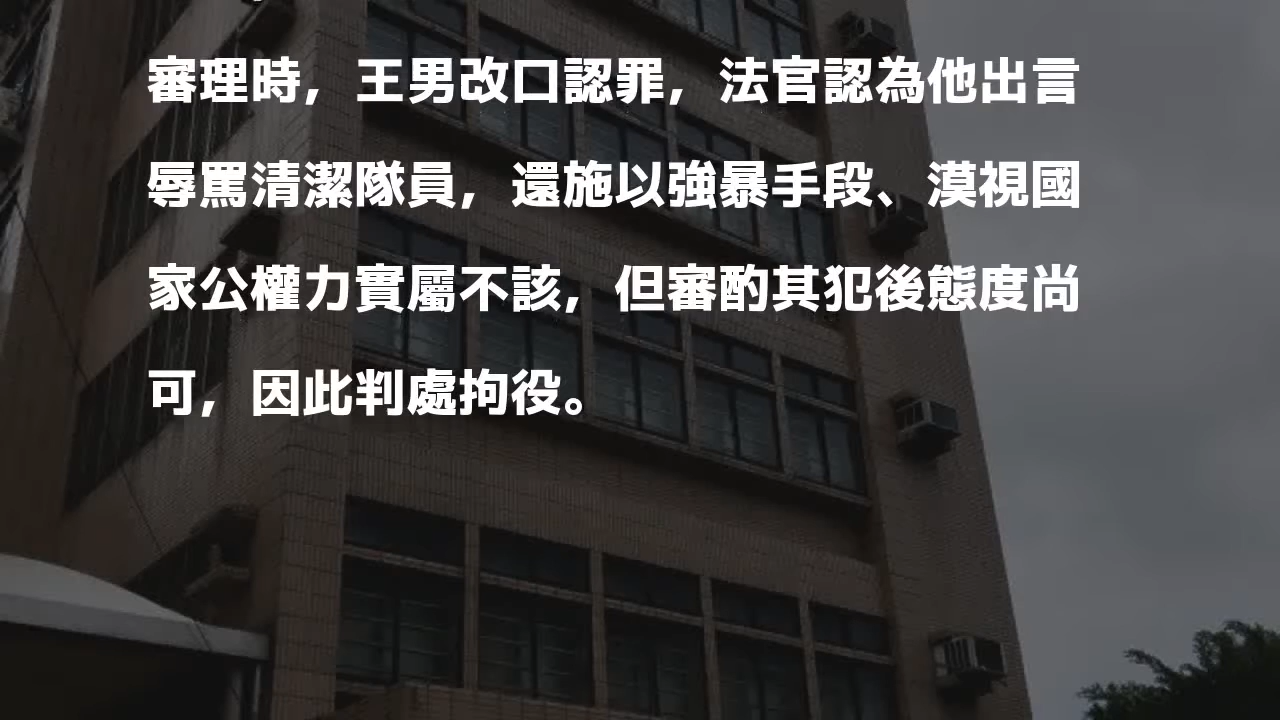 審理時，王男改口認罪，法官認為他出言
辱罵清潔隊員，還施以強暴手段、漠視國
家公權力實屬不該，但審酌其犯後態度尚
可，因此判處拘役。